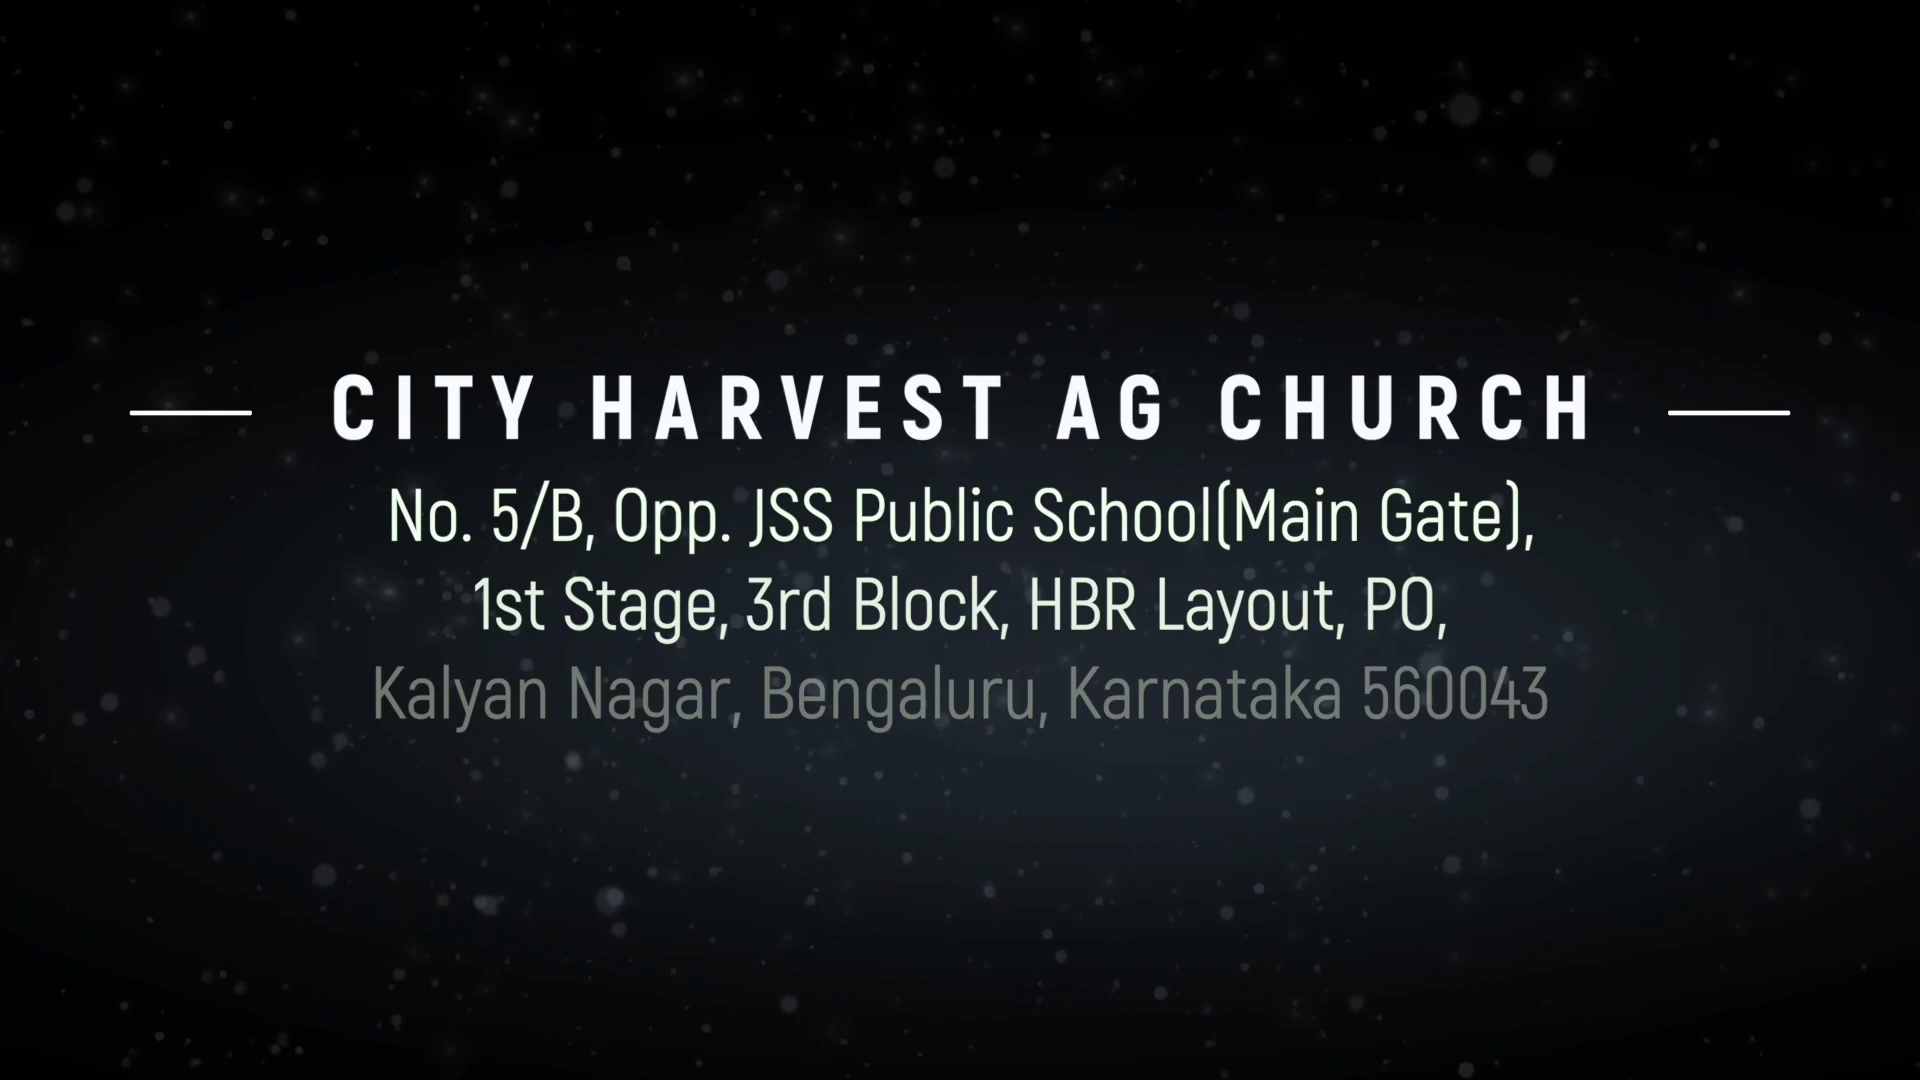 CITY HARVEST AG CHURCH
No. 5/B, Opp. JSS Public School(Main Gate),
1st Stage, 3rd Block, HBR Layout, PO,
Kalyan Nagar, Bengaluru, Karnataka 560043